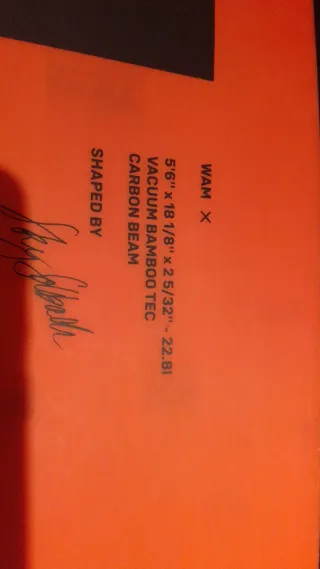 WAM X
5'6" x 18 1/8" x 2 5/32" - 22.8l
VACUUM BAMBOO TEC
CARBON BEAM
SHAPED BY